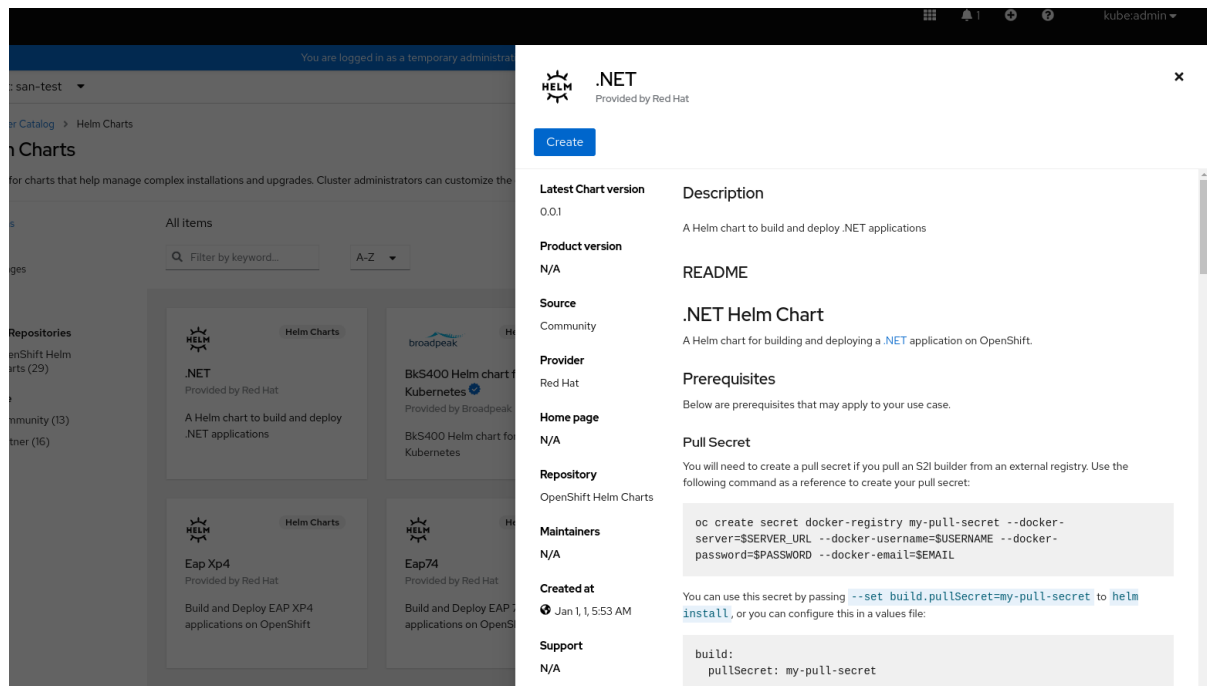 1
kube:admin
You are logged in as a temporary administrat
: san-test
er Catalog > Helm Charts
n Charts
for charts that help manage complex installations and upgrades. Cluster administrators can customize the
s
ges
Repositories
enShift Helm
arts (29)
e
mmunity (13)
tner (16)
All items
Filter by keyword...
A-Z
HELM
Helm Charts
.NET
Provided by Red Hat
A Helm chart to build and deploy
.NET applications
broadpeak
He
BkS400 Helm chart f
Kubernetes
Provided by Broadpeak
BkS400 Helm chart for
Kubernetes
HELM
Helm Charts
Eap Xp4
Provided by Red Hat
Build and Deploy EAP XP4
applications on OpenShift
HELM
He
Eap74
Provided by Red Hat
Build and Deploy EAP 7
applications on OpenS
HELM
.NET
Provided by Red Hat
Create
Latest Chart version
0.0.1
Product version
N/A
Source
Community
Provider
Red Hat
Home page
N/A
Repository
OpenShift Helm Charts
Maintainers
N/A
Created at
Jan 1, 1, 5:53 AM
Support
N/A
Description
A Helm chart to build and deploy .NET applications
README
.NET Helm Chart
A Helm chart for building and deploying a .NET application on OpenShift.
Prerequisites
Below are prerequisites that may apply to your use case.
Pull Secret
You will need to create a pull secret if you pull an S2I builder from an external registry. Use the
following command as a reference to create your pull secret:
oc create secret docker-registry my-pull-secret --docker-
server=$SERVER_URL --docker-username=$USERNAME --docker-
password=$PASSWORD --docker-email=$EMAIL
You can use this secret by passing --set build.pullSecret=my-pull-secret to helm
install, or you can configure this in a values file:
build:
  pullSecret: my-pull-secret